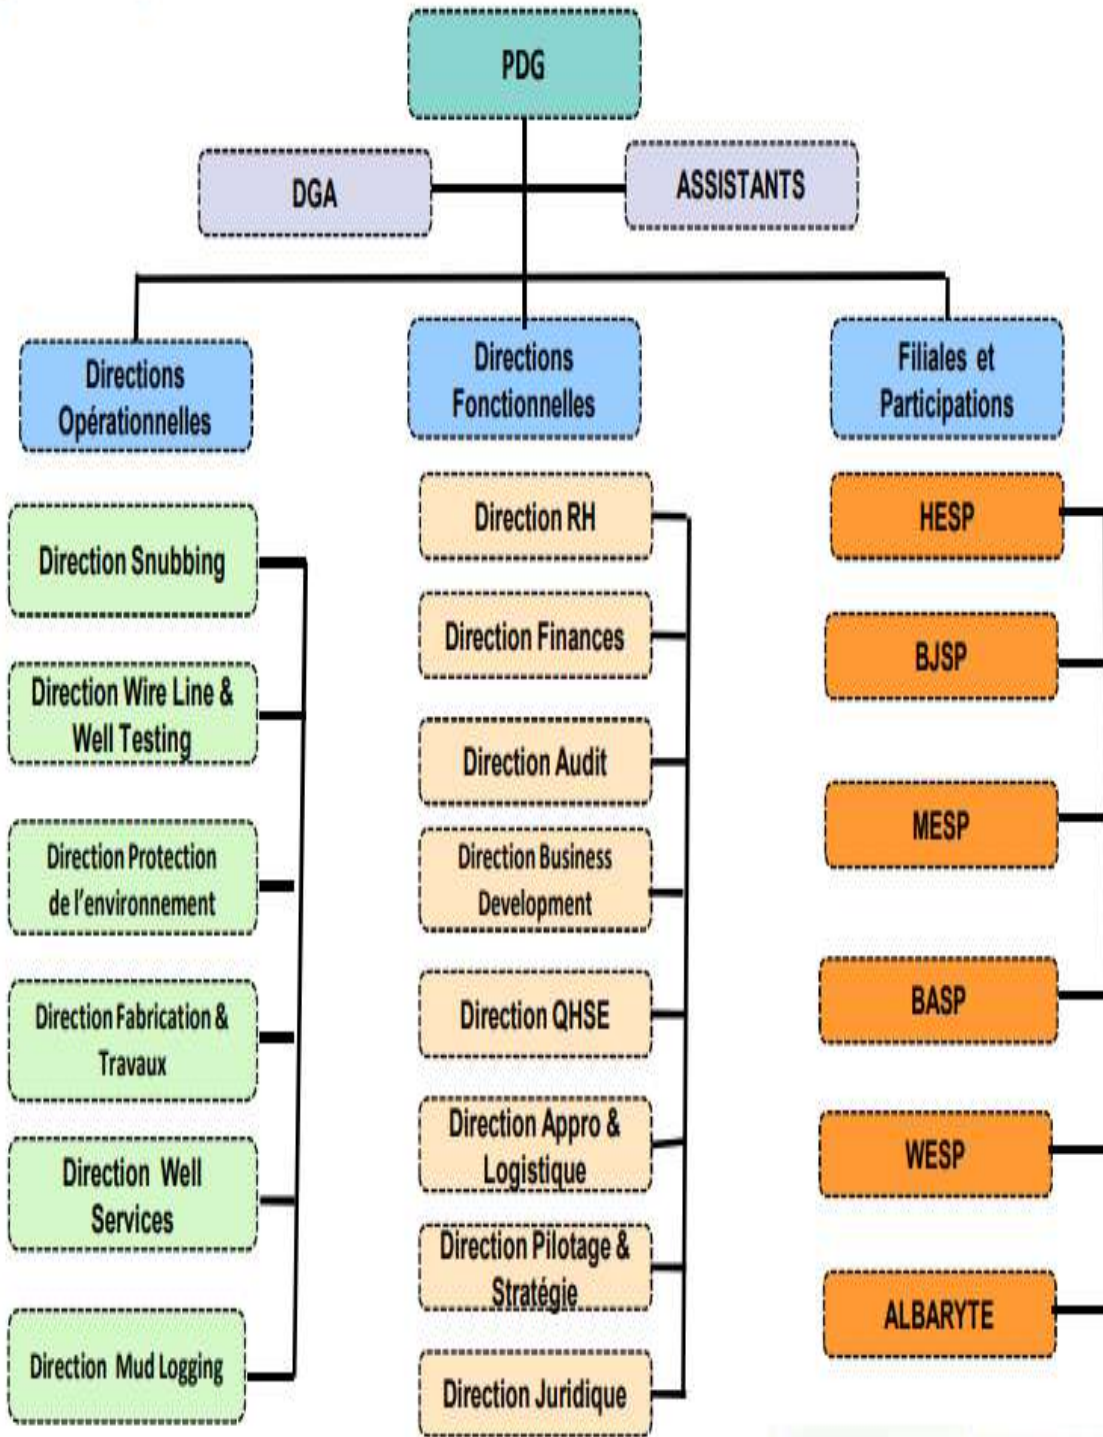 PDG
DGA
ASSISTANTS
Directions
Opérationnelles
Directions
Fonctionnelles
Filiales et
Participations
Direction Snubbing
Direction Wire Line &
Well Testing
Direction Protection
de l'environnement
Direction Fabrication &
Travaux
Direction Well
Services
Direction Mud Logging
Direction RH
Direction Finances
Direction Audit
Direction Business
Development
Direction QHSE
Direction Appro &
Logistique
Direction Pilotage &
Stratégie
Direction Juridique
HESP
BJSP
MESP
BASP
WESP
ALBARYTE